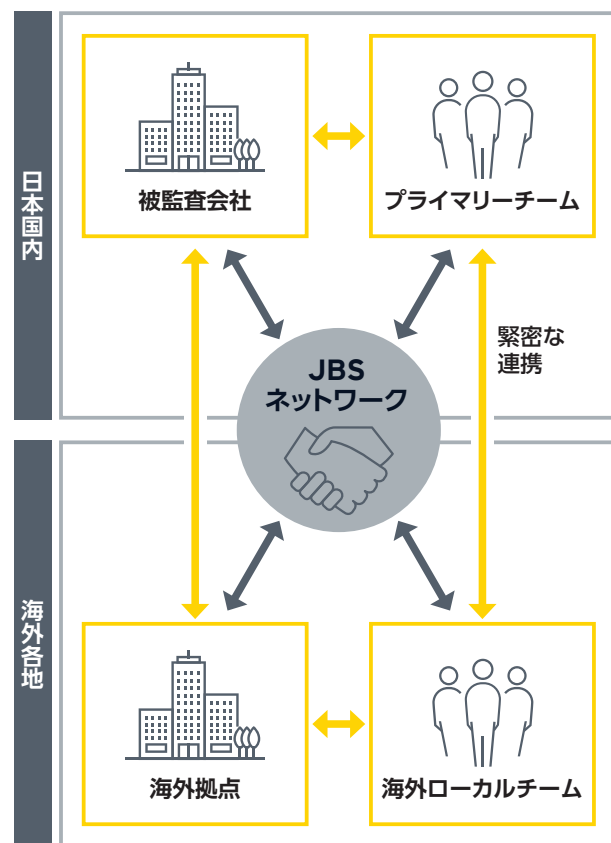 日本国内
被監査会社
プライマリーチーム
緊密な
連携
JBS
ネットワーク
海外各地
海外拠点
海外ローカルチーム